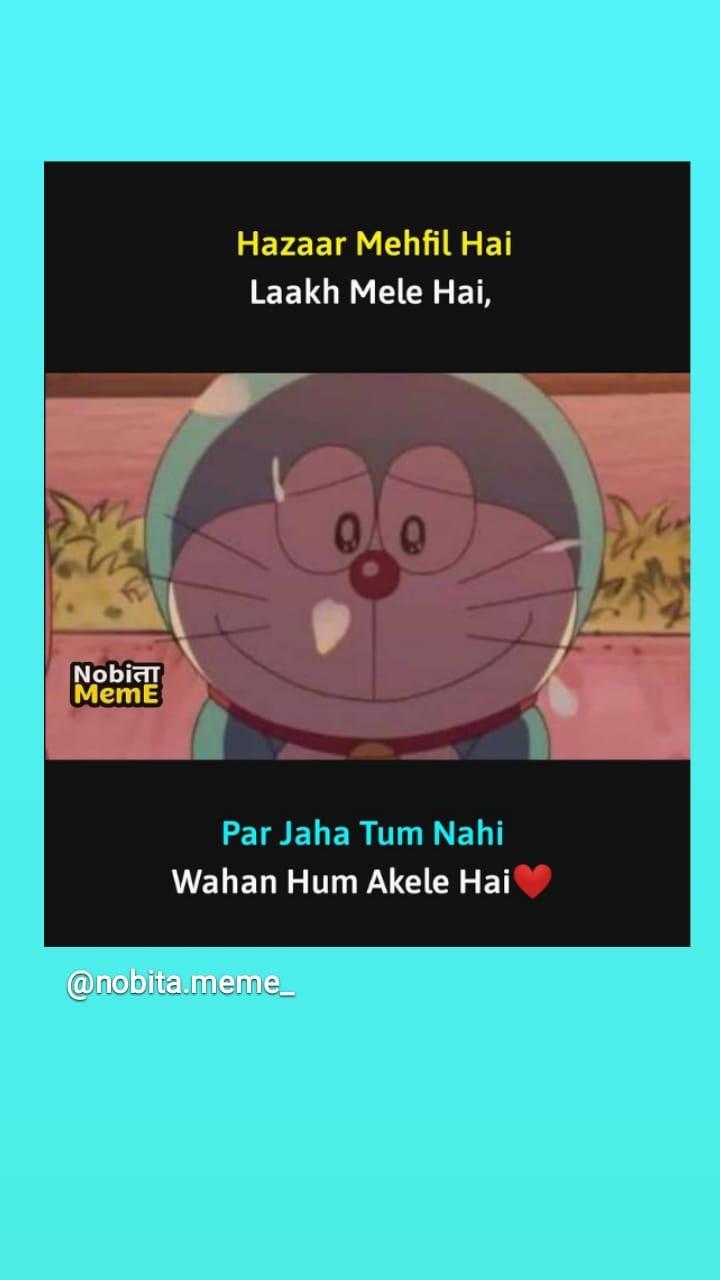 Hazaar Mehfil Hai
Laakh Mele Hai,
Nobiता
MemE
Par Jaha Tum Nahi
Wahan Hum Akele Hai❤️
@nobita.meme_